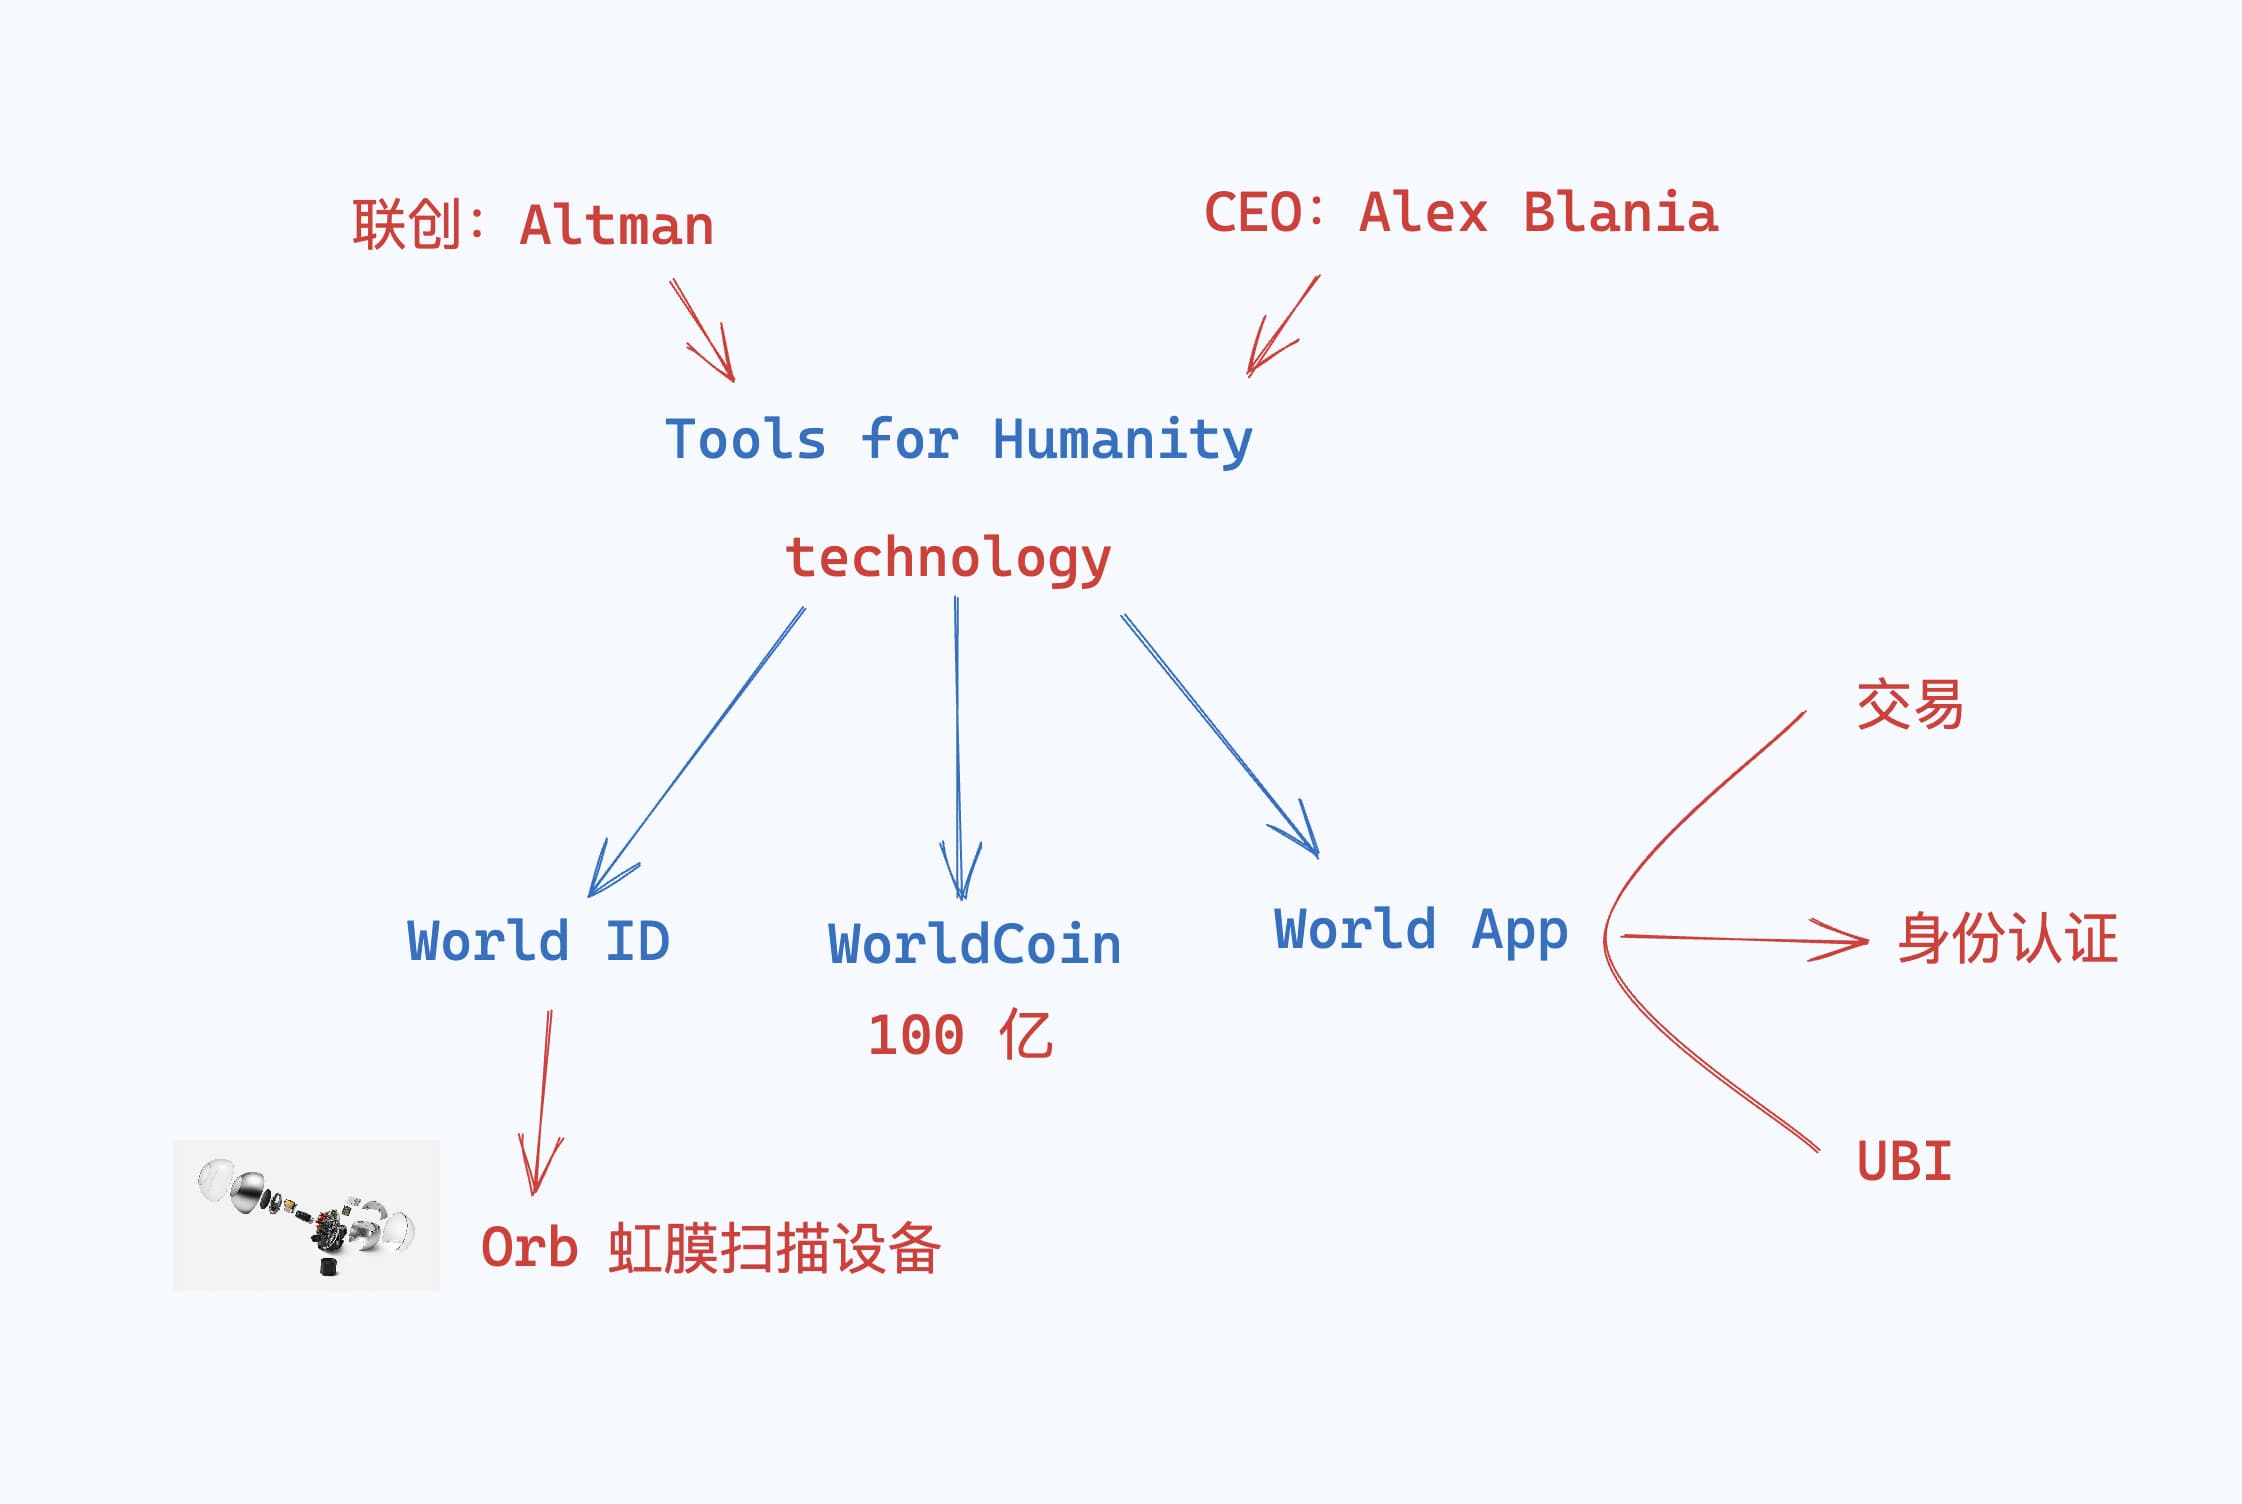 联创：Altman
CEO：Alex Blania
Tools for Humanity
technology
交易
World ID
WorldCoin
World App
身份认证
100 亿
UBI
Orb 虹膜扫描设备